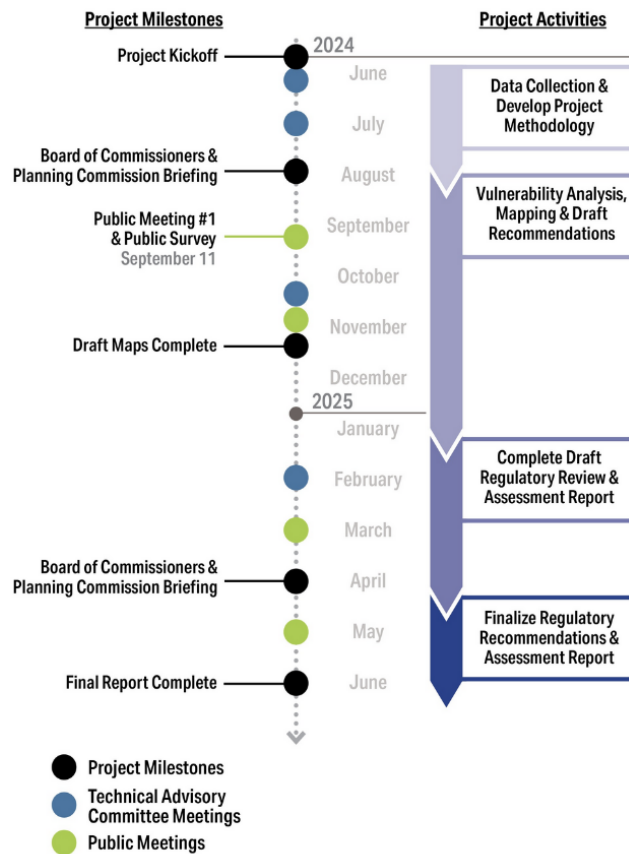 Project Milestones
Project Activities
2024
Project Kickoff
June
Data Collection &
Develop Project
Methodology
July
Board of Commissioners &
Planning Commission Briefing
August
Vulnerability Analysis,
Mapping & Draft
Recommendations
Public Meeting #1
& Public Survey
September 11
September
October
November
Draft Maps Complete
December
2025
January
Complete Draft
Regulatory Review &
Assessment Report
February
March
Board of Commissioners &
Planning Commission Briefing
April
Finalize Regulatory
Recommendations &
Assessment Report
May
Final Report Complete
June
Project Milestones
Technical Advisory
Committee Meetings
Public Meetings